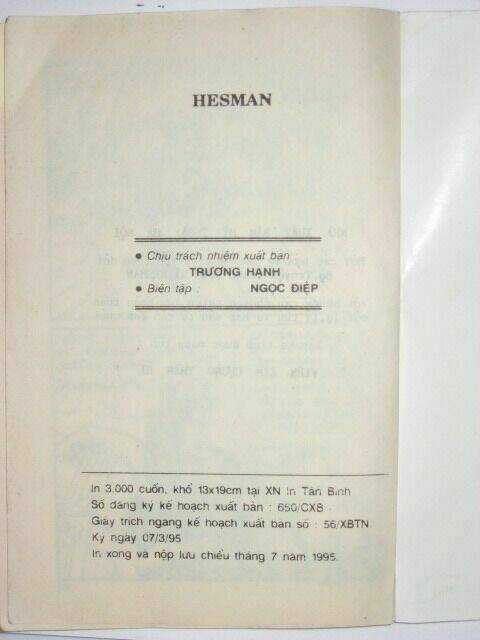 HESMAN
• Chịu trách nhiệm xuất bản
TRƯƠNG HẠNH
• Biên tập : NGỌC ĐIỆP
In 3.000 cuốn, khổ 13x19cm tại XN In Tân Bình
Số đăng ký kế hoạch xuất bản : 650/CXB
Giấy trích ngang kế hoạch xuất bản số : 56/XBTN
Ký ngày 07/3/95
In xong và nộp lưu chiểu tháng 7 năm 1995.